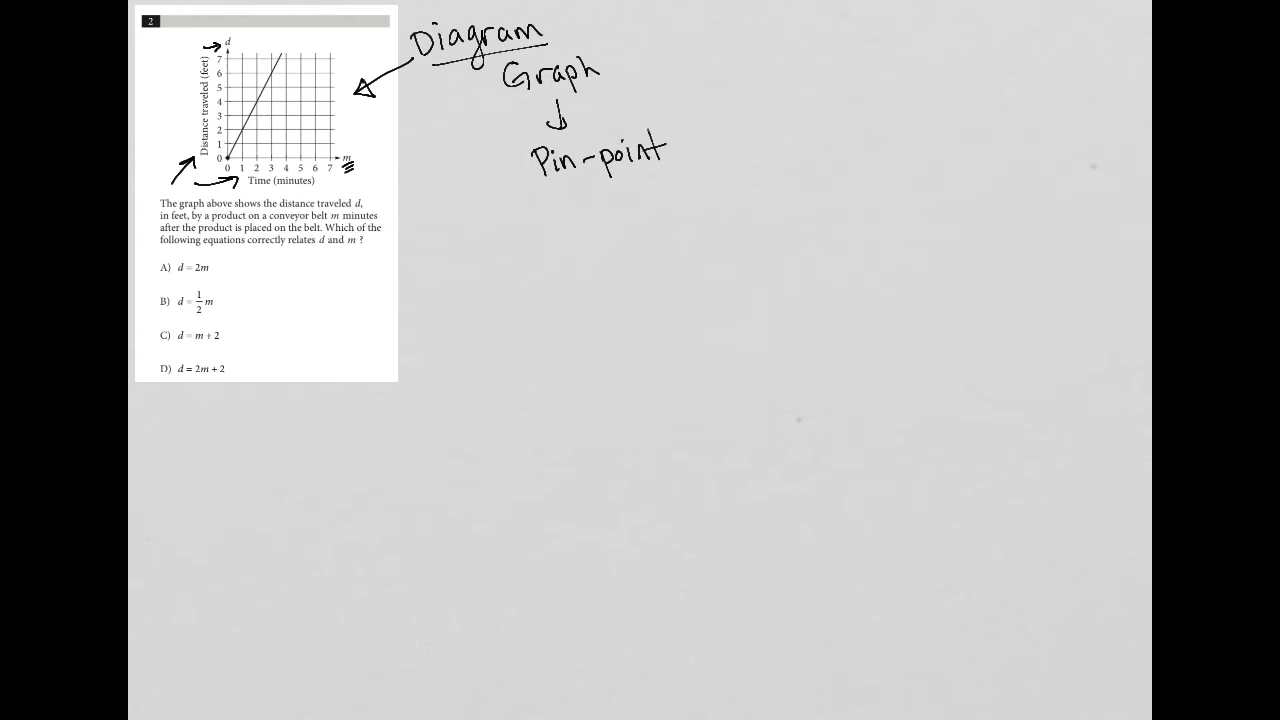 2
d
Distance traveled (feet)
7
6
5
4
3
2
1
0
0 1 2 3 4 5 6 7
m
Time (minutes)
The graph above shows the distance traveled d,
in feet, by a product on a conveyor belt m minutes
after the product is placed on the belt. Which of the
following equations correctly relates d and m ?
A) d = 2m
B) d = 1/2 m
C) d = m + 2
D) d = 2m + 2
Diagram
Graph
Pin-point